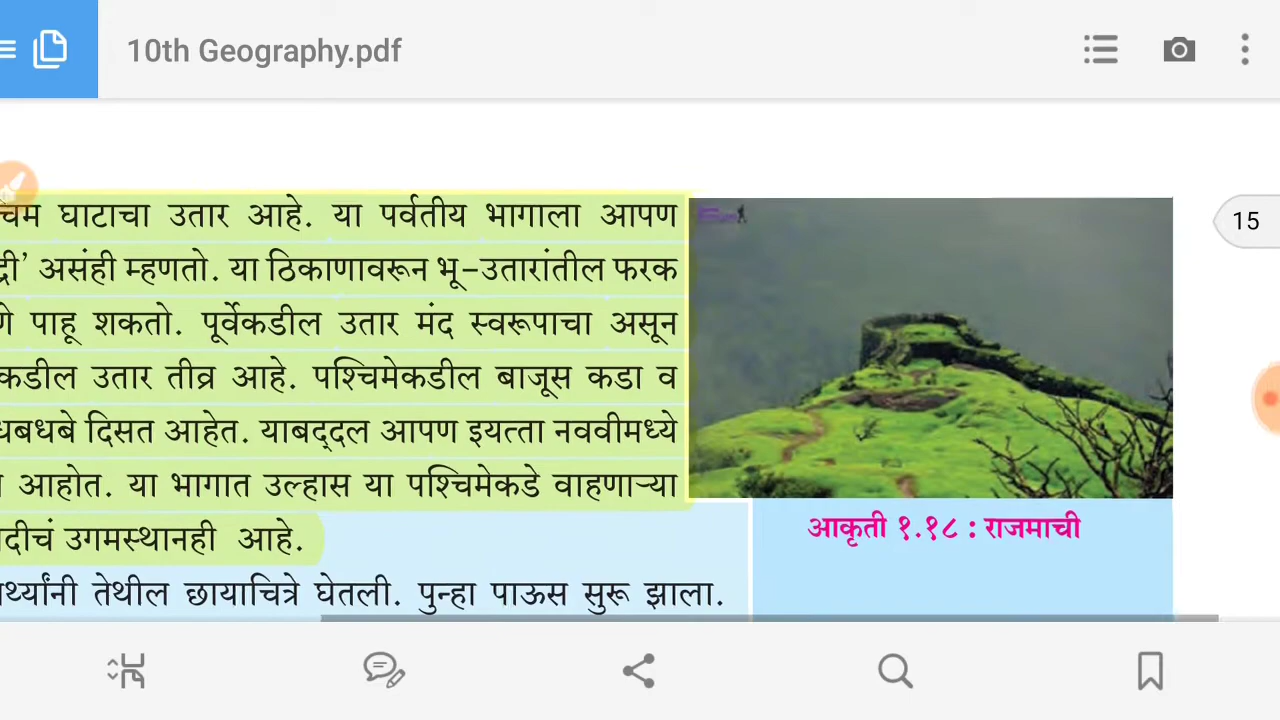 10th Geography.pdf
घाटाचा उतार आहे. या पर्वतीय भागाला आपण
असंही म्हणतो. या ठिकाणावरून भू-उतारांतील फरक
पाहू शकतो. पूर्वेकडील उतार मंद स्वरूपाचा असून
कडील उतार तीव्र आहे. पश्चिमेकडील बाजूस कडा व
धबधबे दिसत आहेत. याबद्दल आपण इयत्ता नववीमध्ये
आहोत. या भागात उल्हास या पश्चिमेकडे वाहणाऱ्या
दीचं उगमस्थानही आहे.
र्थ्यांनी तेथील छायाचित्रे घेतली. पुन्हा पाऊस सुरू झाला.
15
आकृती १.१८ : राजमाची